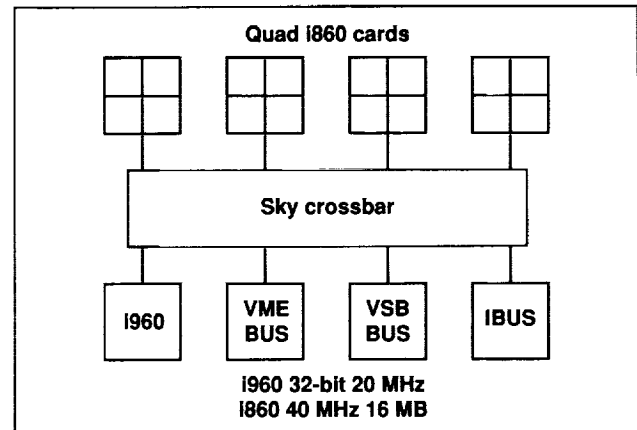 Quad i860 cards
Sky crossbar
i960
VME
BUS
VSB
BUS
IBUS
i960 32-bit 20 MHz
i860 40 MHz 16 MB